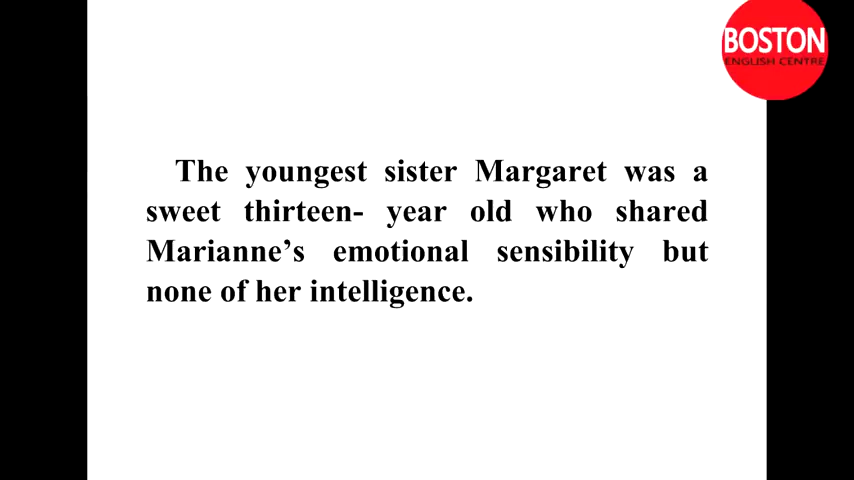 BOSTON
ENGLISH CENTRE
The youngest sister Margaret was a
sweet thirteen- year old who shared
Marianne’s emotional sensibility but
none of her intelligence.